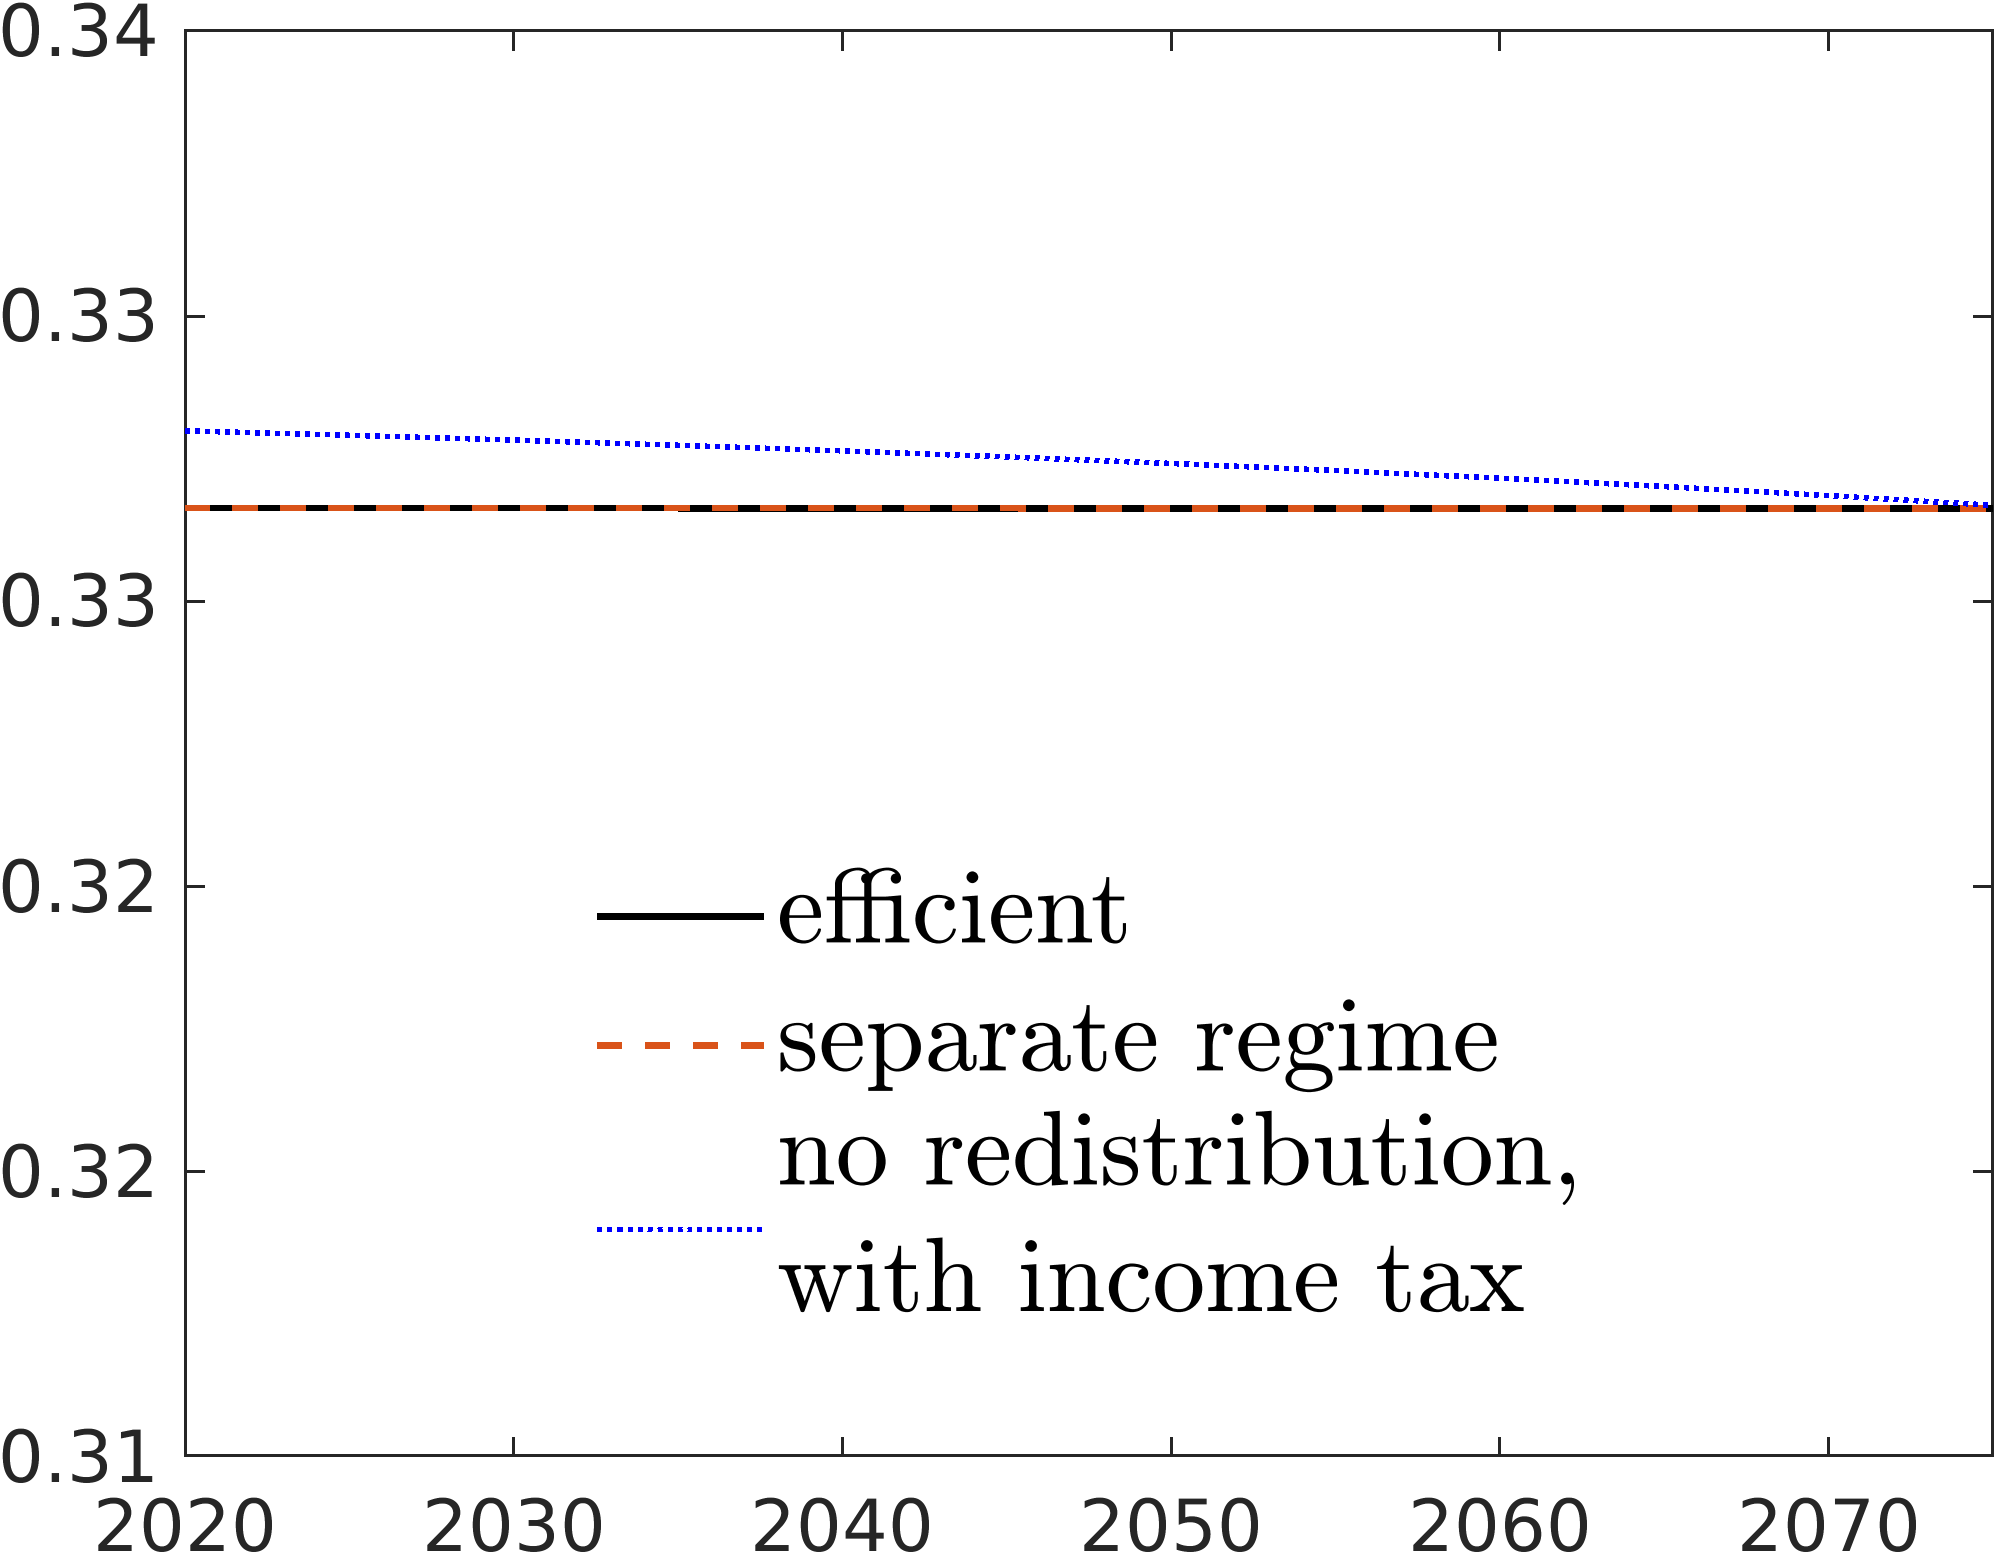 0.34
0.33
0.33
0.32
0.32
0.31
efficient
separate regime
no redistribution,
with income tax
2020 2030 2040 2050 2060 2070